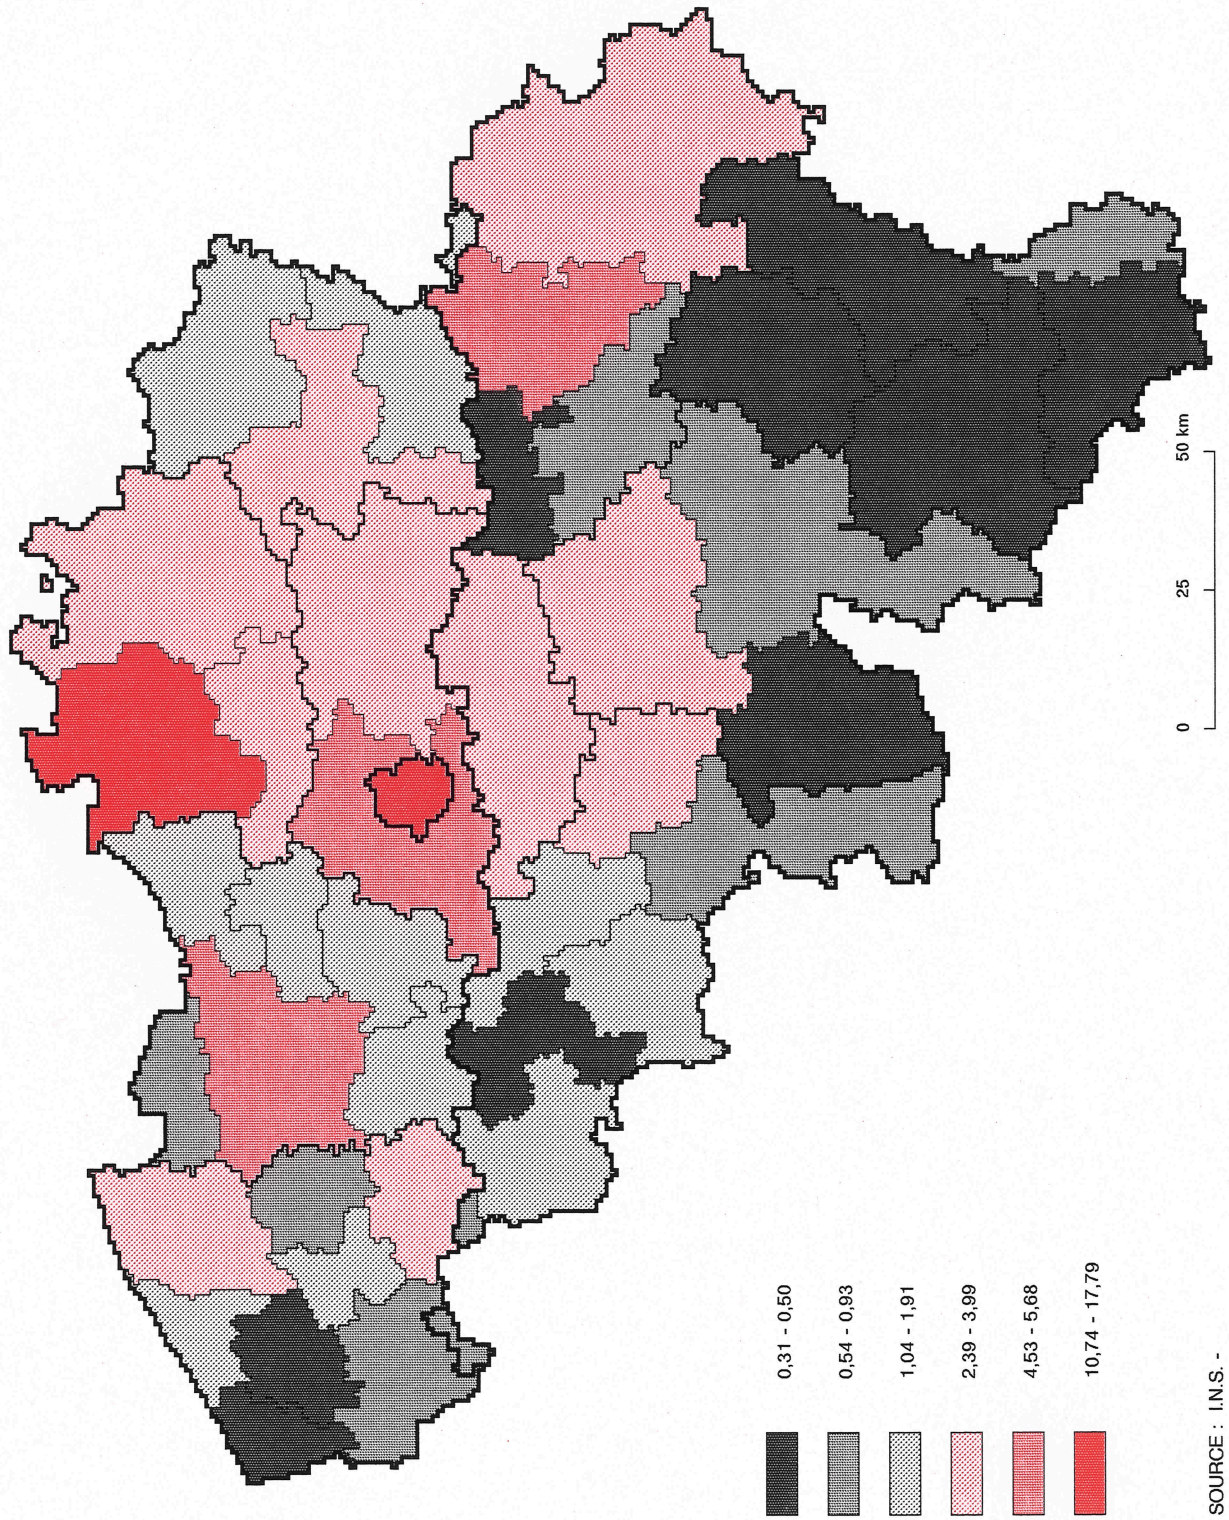 0,31 - 0,50
0,54 - 0,93
1,04 - 1,91
2,39 - 3,99
4,53 - 5,68
10,74 - 17,79
0 25 50 km
SOURCE : I.N.S. -